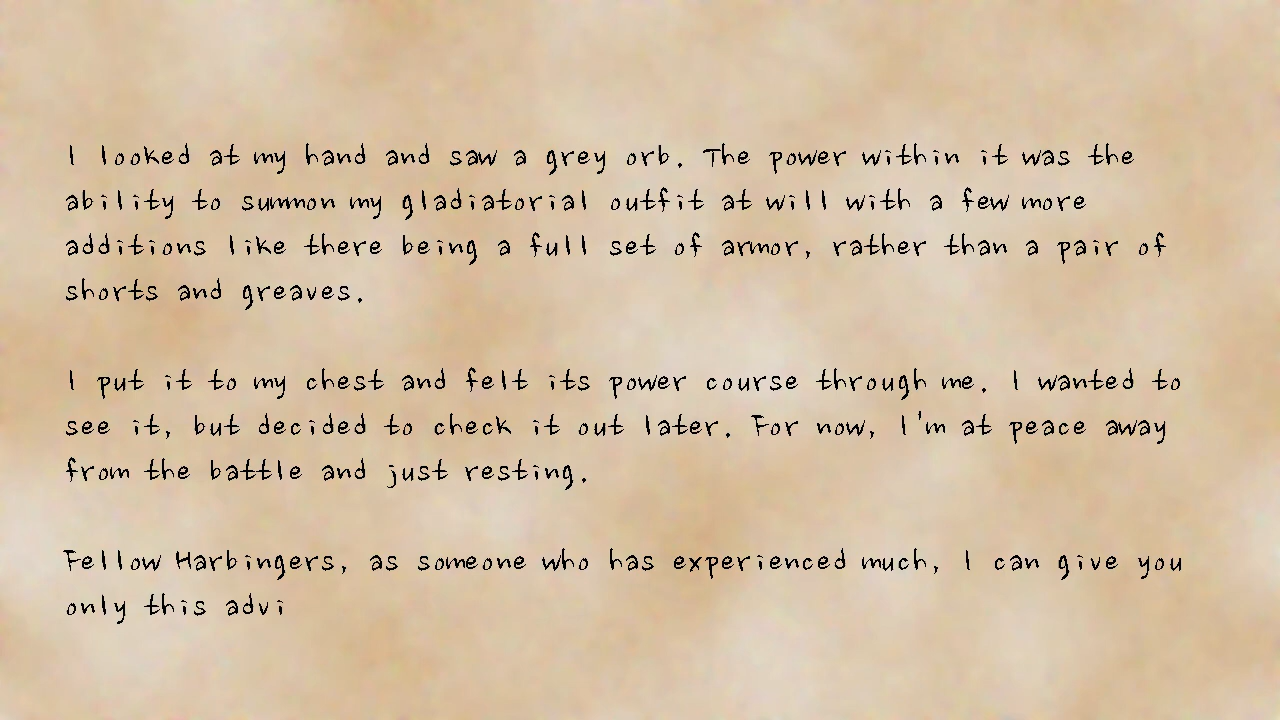 I looked at my hand and saw a grey orb. The power within it was the
ability to summon my gladiatorial outfit at will with a few more
additions like there being a full set of armor, rather than a pair of
shorts and greaves.
I put it to my chest and felt its power course through me. I wanted to
see it, but decided to check it out later. For now, I'm at peace away
from the battle and just resting.
Fellow Harbingers, as someone who has experienced much, I can give you
only this advi